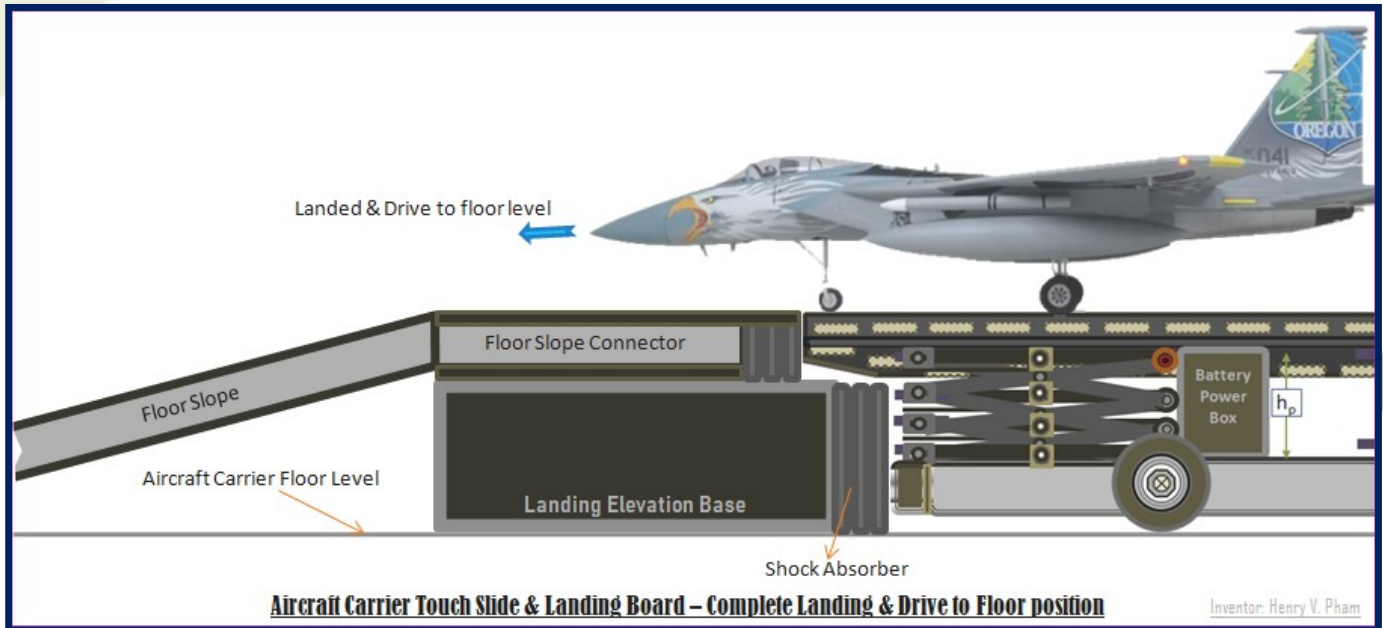 OREGON
041
Landed & Drive to floor level
Floor Slope Connector
Floor Slope
Battery
Power
Box
hp
Aircraft Carrier Floor Level
Landing Elevation Base
Shock Absorber
Aircraft Carrier Touch Slide & Landing Board – Complete Landing & Drive to Floor position
Inventor: Henry V. Pham